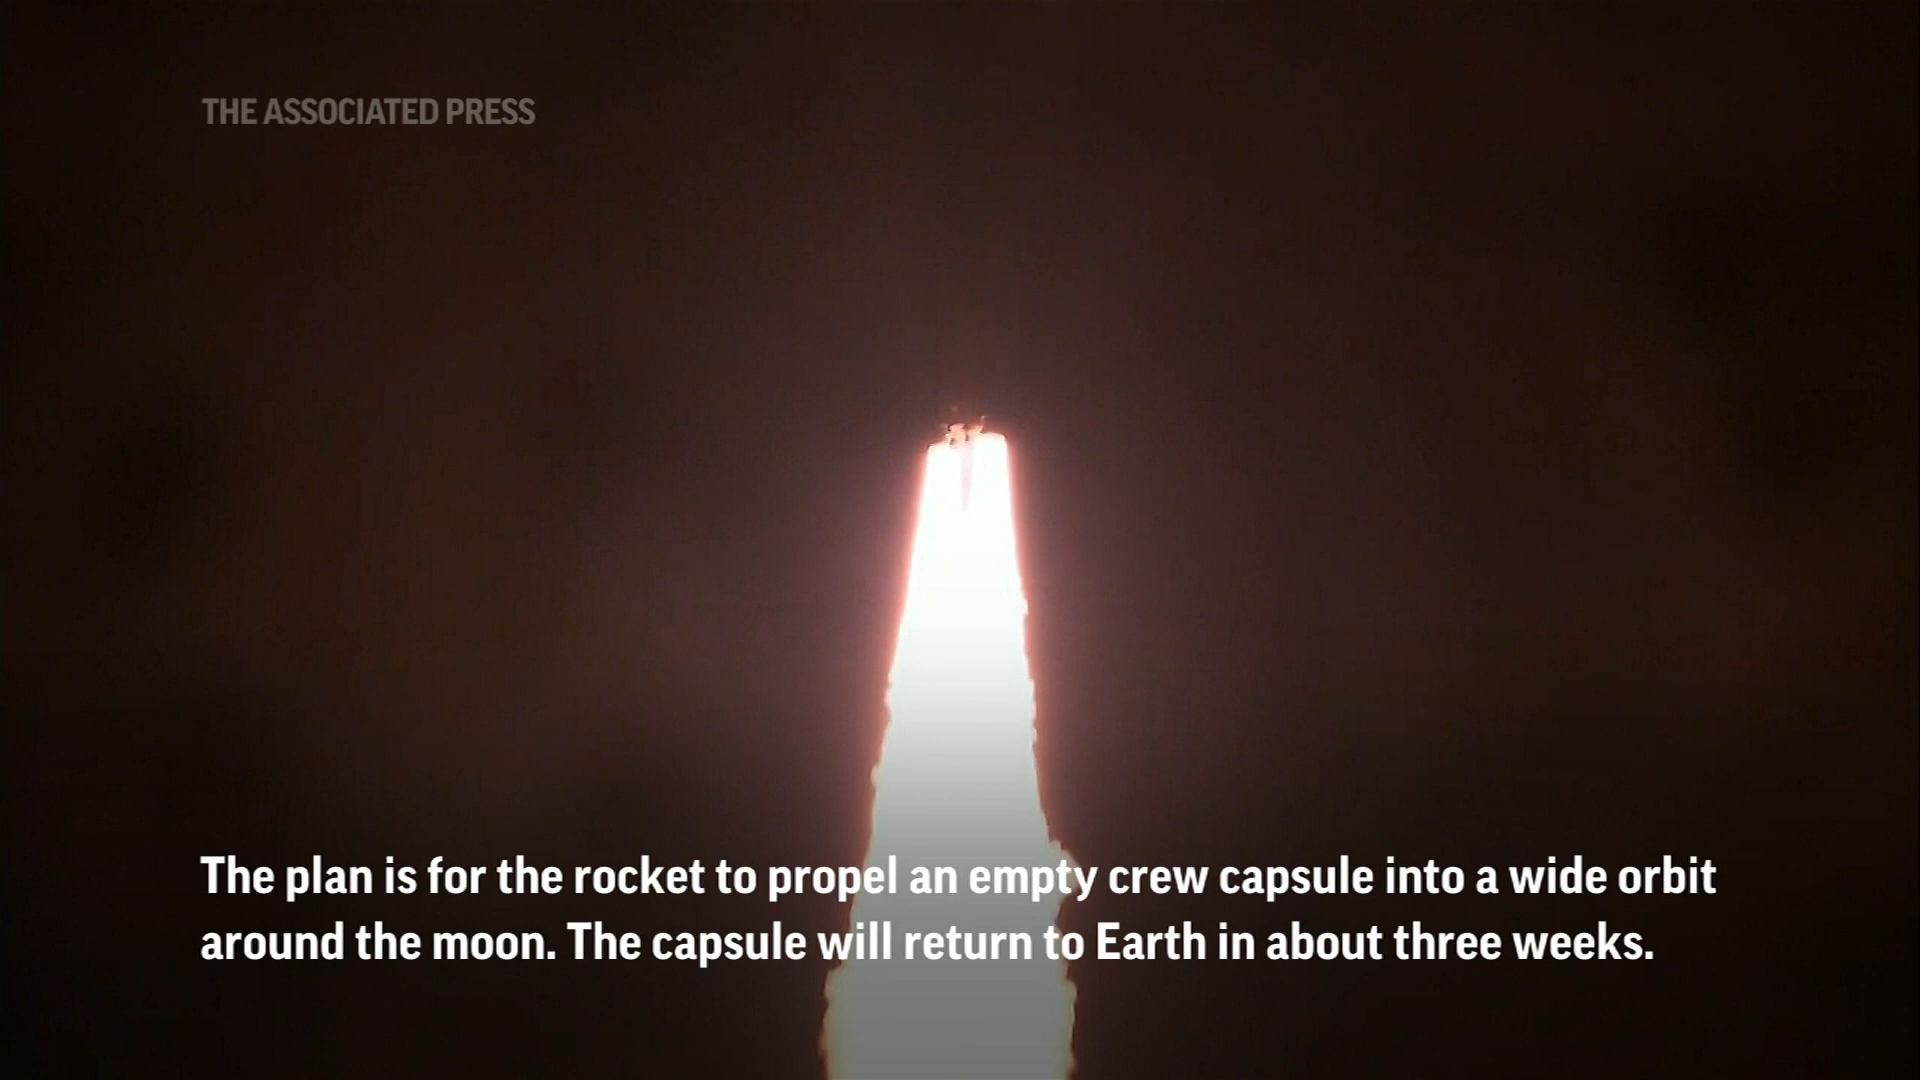 THE ASSOCIATED PRESS
The plan is for the rocket to propel an empty crew capsule into a wide orbit
around the moon. The capsule will return to Earth in about three weeks.